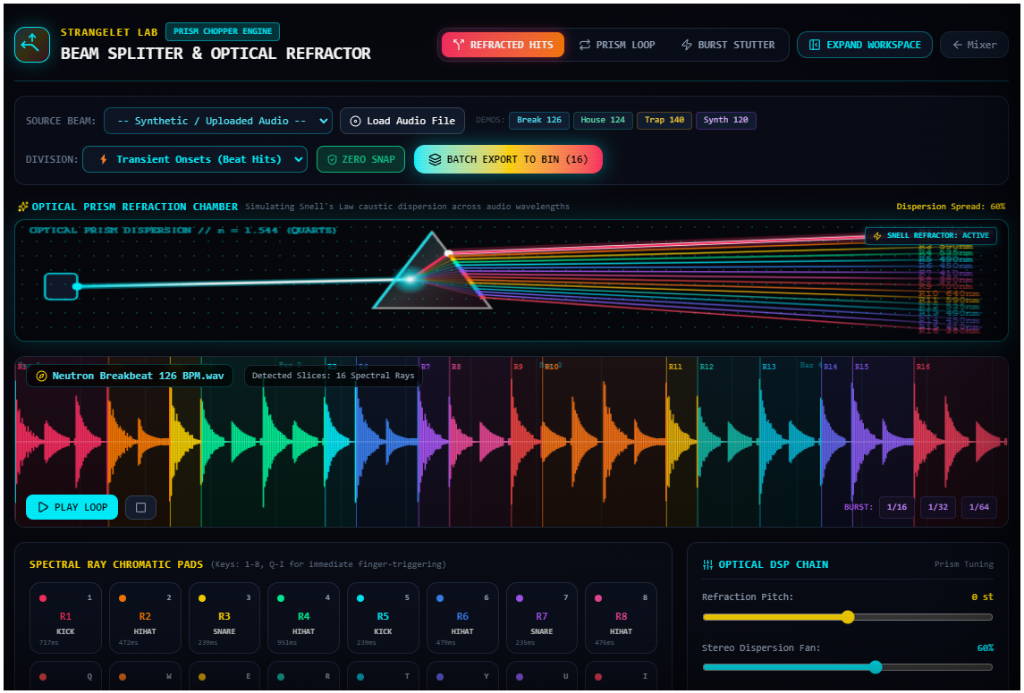 STRANGELET LAB PRISM CHOPPER ENGINE
BEAM SPLITTER & OPTICAL REFRACTOR
REFRACTED HITS PRISM LOOP BURST STUTTER EXPAND WORKSPACE ← Mixer
SOURCE BEAM: -- Synthetic / Uploaded Audio -- Load Audio File DEMOS: Break 126 House 124 Trap 140 Synth 120
DIVISION: Transient Onsets (Beat Hits) ZERO SNAP BATCH EXPORT TO BIN (16)
OPTICAL PRISM REFRACTION CHAMBER Simulating Snell's Law caustic dispersion across audio wavelengths Dispersion Spread: 60%
OPTICAL PRISM DISPERSION // n = 1.544 (QUARTZ)
SNELL REFRACTOR: ACTIVE
R7 R8 R9 R10 R11 R12 R13 R14 R15 R16
Neutron Breakbeat 126 BPM.wav Detected Slices: 16 Spectral Rays
PLAY LOOP BURST: 1/16 1/32 1/64
SPECTRAL RAY CHROMATIC PADS (Keys: 1-8, Q-I for immediate finger-triggering)
1 2 3 4 5 6 7 8
R1 R2 R3 R4 R5 R6 R7 R8
KICK HIHAT SNARE HIHAT KICK HIHAT SNARE HIHAT
717ms 472ms 239ms 951ms 239ms 479ms 235ms 476ms
Q W E R T Y U I
OPTICAL DSP CHAIN Prism Tuning
Refraction Pitch: 0 st
Stereo Dispersion Fan: 60%